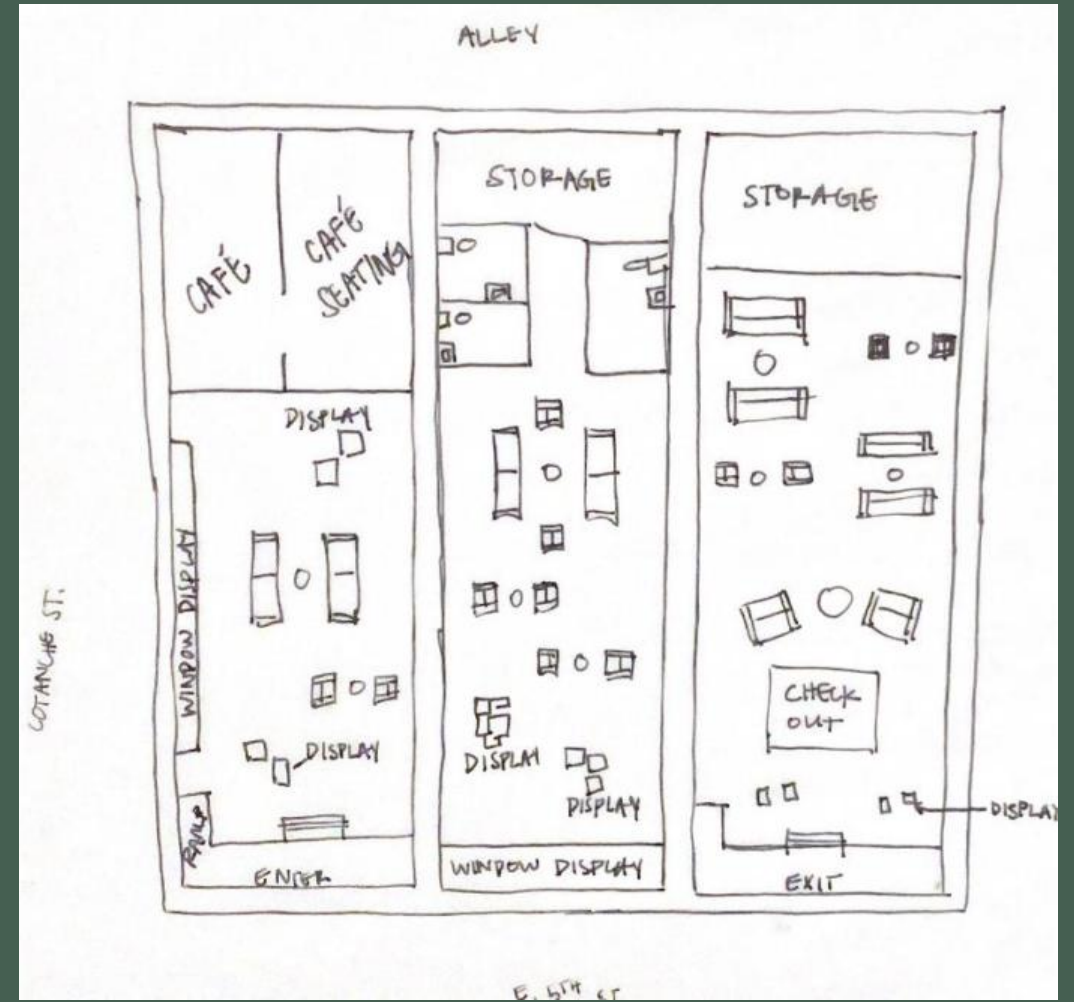 ALLEY
CAFÉ
CAFÉ
SEATING
STORAGE
STORAGE
DISPLAY
WINDOW DISPLAY
COTANCHE ST.
DISPLAY
RAMP
ENTER
DISPLAY
DISPLAY
WINDOW DISPLAY
CHECK
OUT
DISPLAY
EXIT
E. 5TH ST